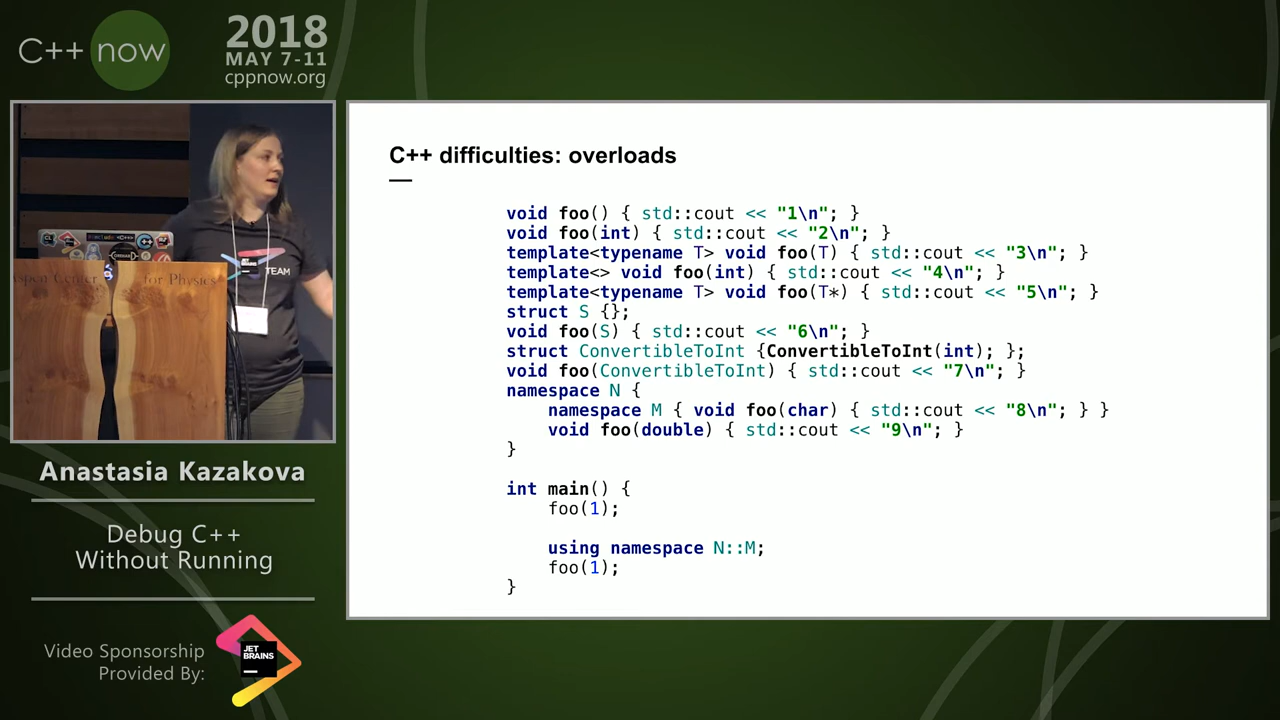 C++ now
2018
MAY 7-11
cppnow.org
TEAM
JET
BRAINS
for Physics
C++ difficulties: overloads
void foo() { std::cout << "1\n"; }
void foo(int) { std::cout << "2\n"; }
template<typename T> void foo(T) { std::cout << "3\n"; }
template<> void foo(int) { std::cout << "4\n"; }
template<typename T> void foo(T*) { std::cout << "5\n"; }
struct S {};
void foo(S) { std::cout << "6\n"; }
struct ConvertibleToInt {ConvertibleToInt(int); };
void foo(ConvertibleToInt) { std::cout << "7\n"; }
namespace N {
    namespace M { void foo(char) { std::cout << "8\n"; } }
    void foo(double) { std::cout << "9\n"; }
}
int main() {
    foo(1);
    using namespace N::M;
    foo(1);
}
Anastasia Kazakova
Debug C++
Without Running
Video Sponsorship
Provided By:
JET
BRAINS